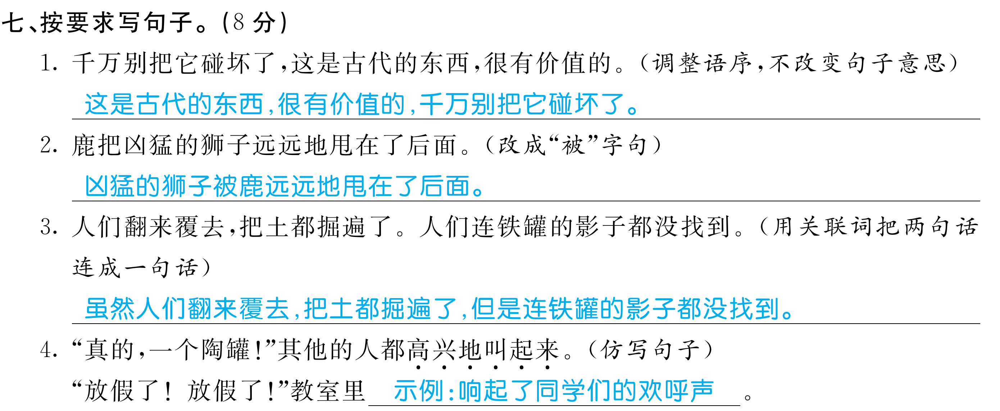 七、按要求写句子。(8 分)
1. 千万别把它碰坏了,这是古代的东西,很有价值的。(调整语序,不改变句子意思)
这是古代的东西,很有价值的,千万别把它碰坏了。
2. 鹿把凶猛的狮子远远地甩在了后面。(改成“被”字句)
凶猛的狮子被鹿远远地甩在了后面。
3. 人们翻来覆去,把土都掘遍了。人们连铁罐的影子都没找到。(用关联词把两句话
连成一句话)
虽然人们翻来覆去,把土都掘遍了,但是连铁罐的影子都没找到。
4. “真的,一个陶罐!”其他的人都高兴地叫起来。(仿写句子)
“放假了! 放假了!”教室里 示例:响起了同学们的欢呼声 。